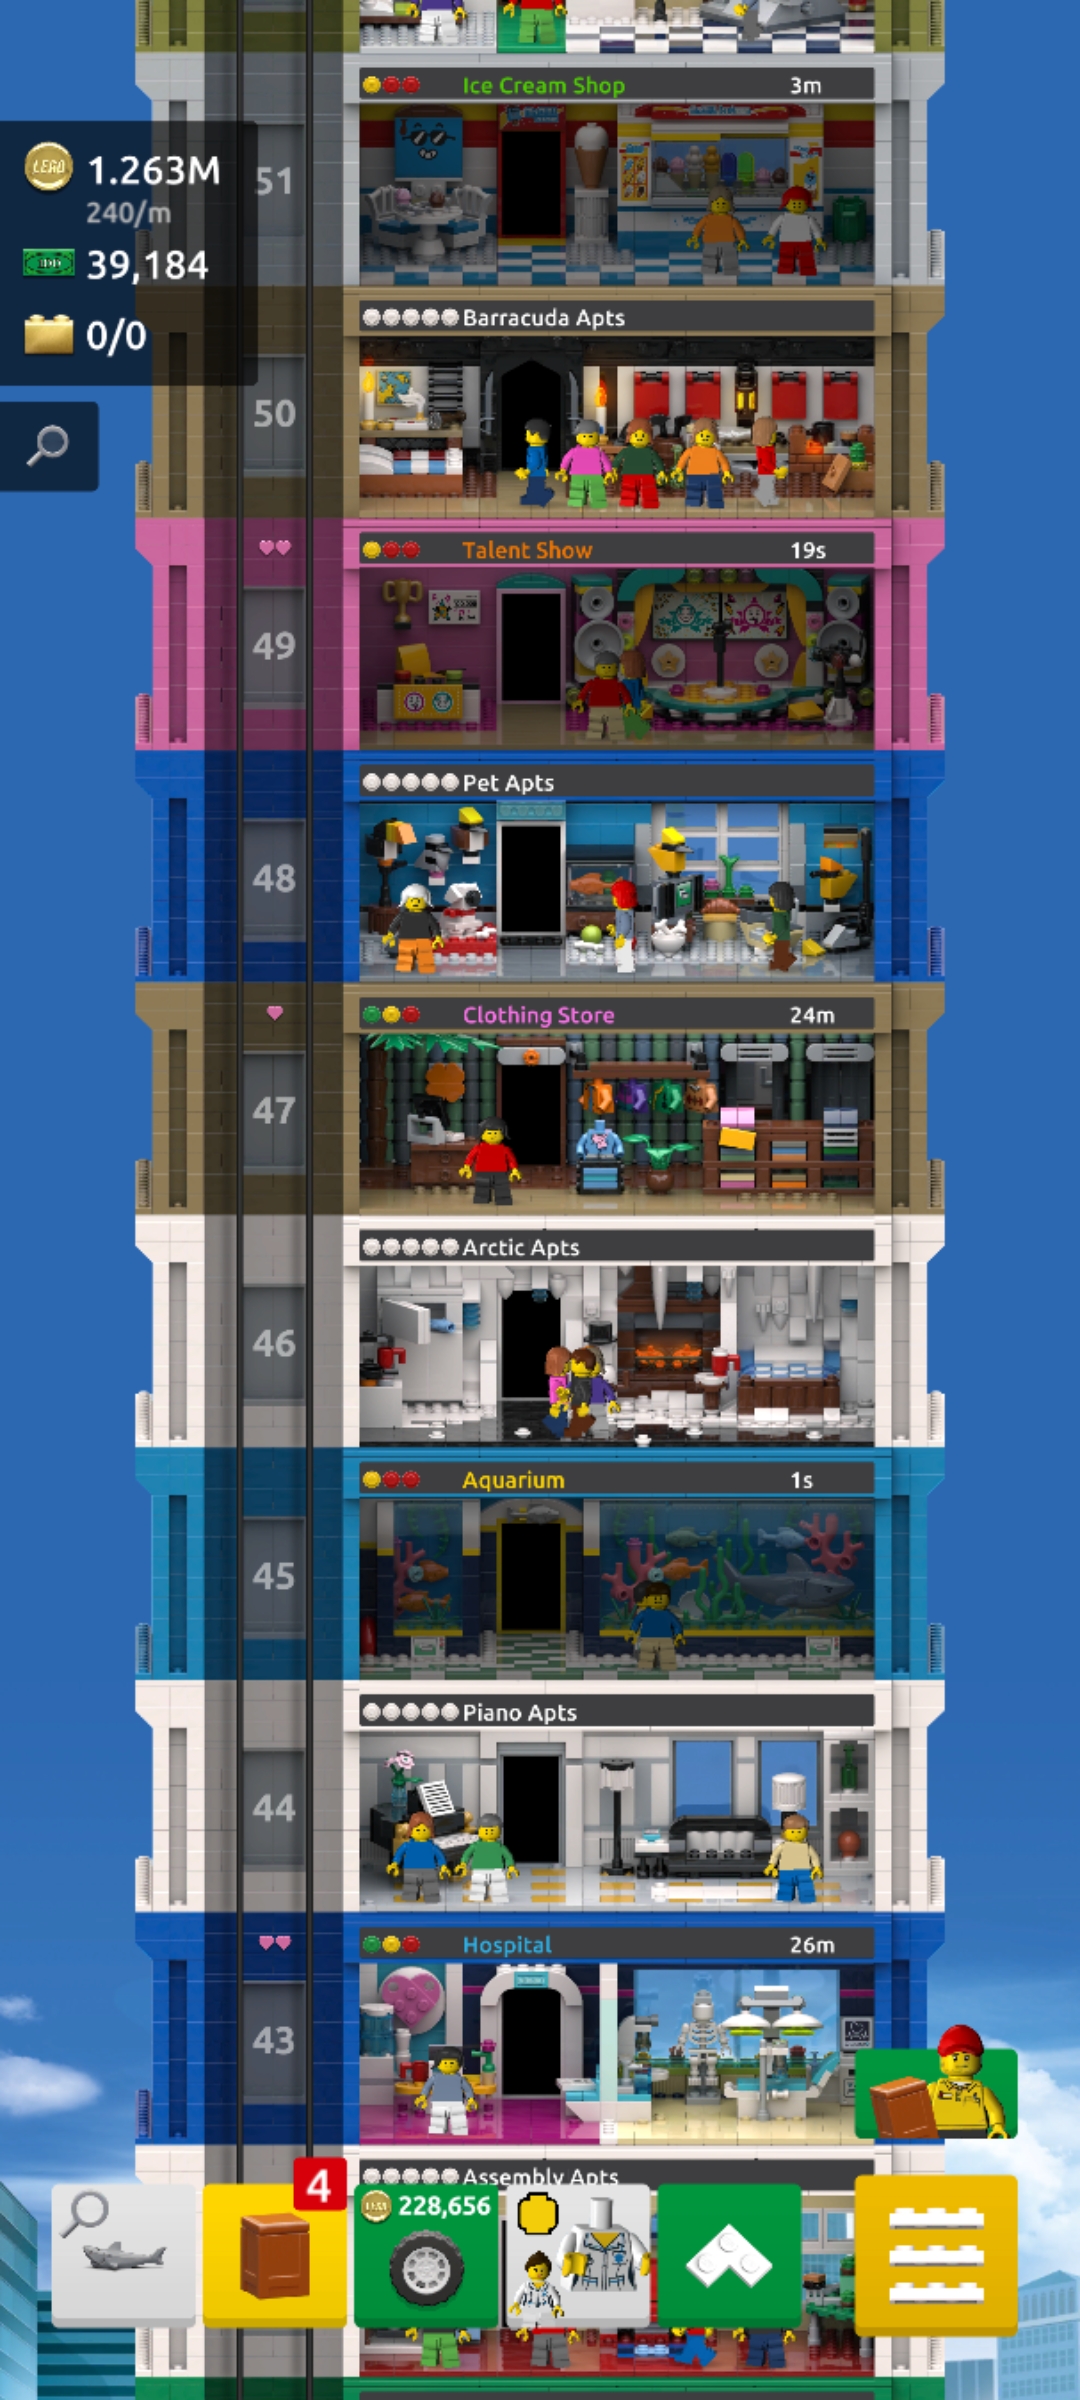 Ice Cream Shop 3m
LEGO 1.263M
240/m
39,184
0/0
51
Barracuda Apts
50
Talent Show 19s
49
Pet Apts
48
Clothing Store 24m
47
Arctic Apts
46
Aquarium 1s
45
Piano Apts
44
Hospital 26m
43
Assembly Apts
4
228,656